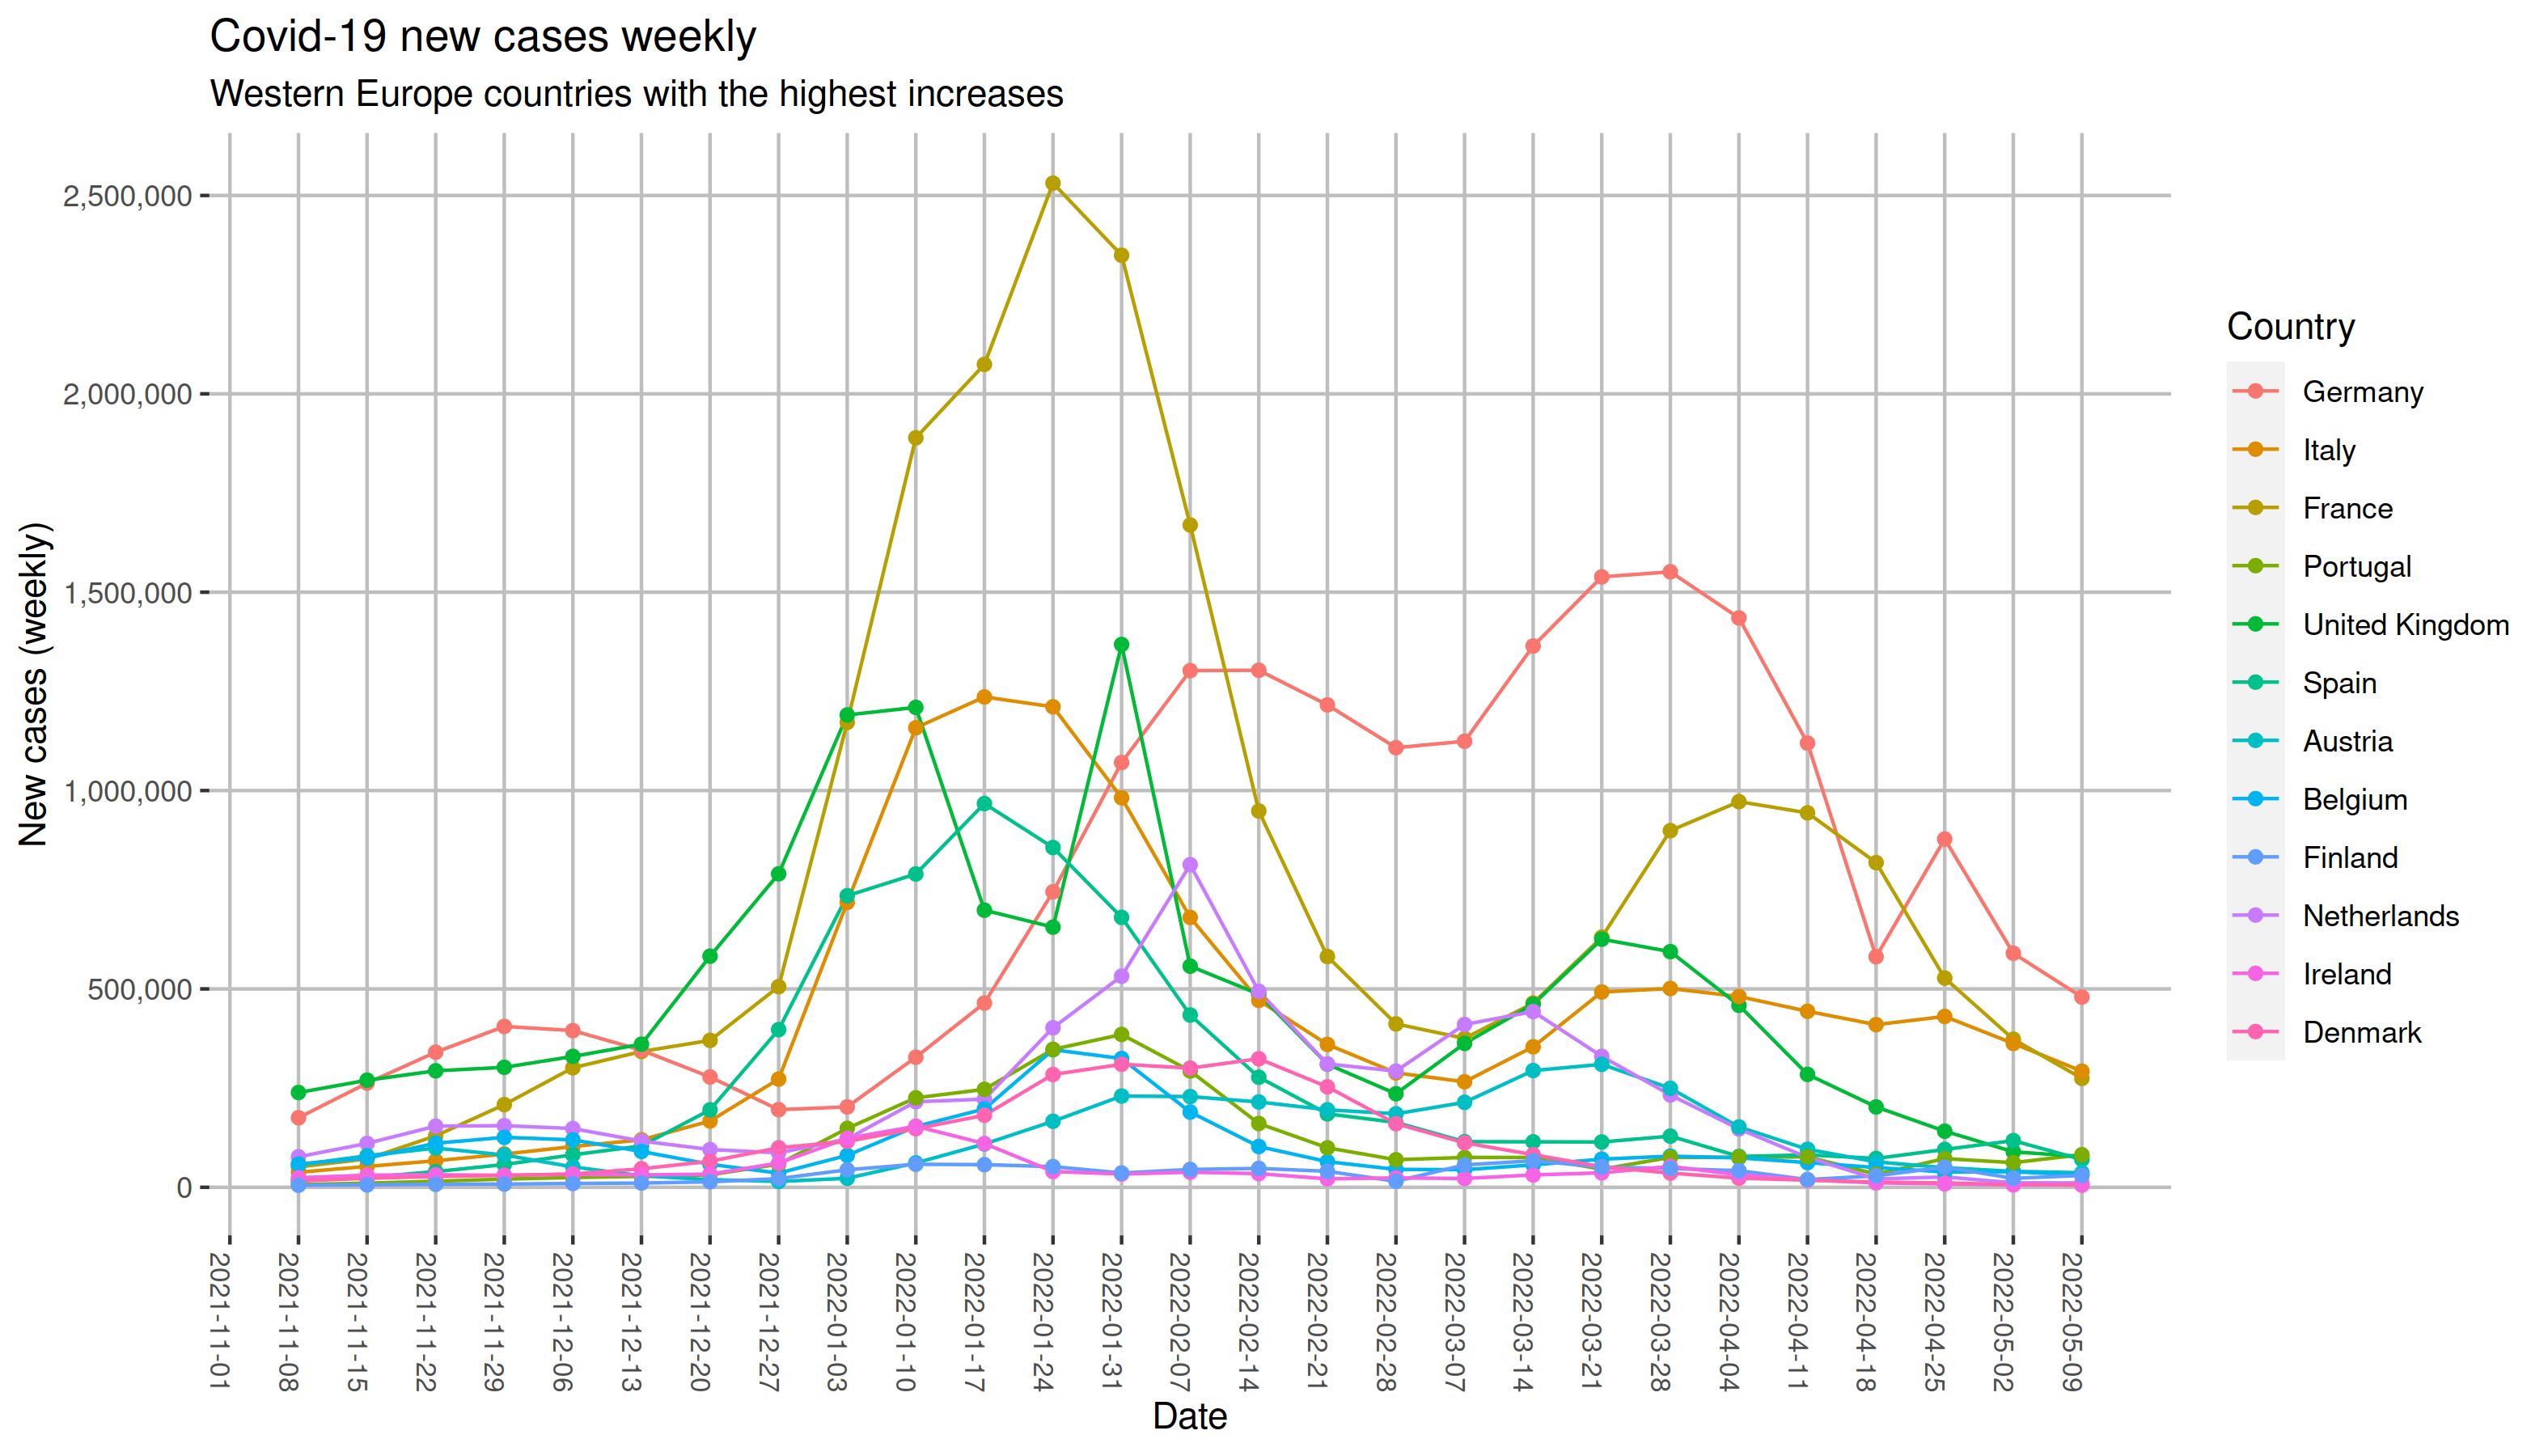 Covid-19 new cases weekly
Western Europe countries with the highest increases
New cases (weekly)
2,500,000
2,000,000
1,500,000
1,000,000
500,000
0
2021-11-01
2021-11-08
2021-11-15
2021-11-22
2021-11-29
2021-12-06
2021-12-13
2021-12-20
2021-12-27
2022-01-03
2022-01-10
2022-01-17
2022-01-24
2022-01-31
2022-02-07
2022-02-14
2022-02-21
2022-02-28
2022-03-07
2022-03-14
2022-03-21
2022-03-28
2022-04-04
2022-04-11
2022-04-18
2022-04-25
2022-05-02
2022-05-09
Date
Country
Germany
Italy
France
Portugal
United Kingdom
Spain
Austria
Belgium
Finland
Netherlands
Ireland
Denmark